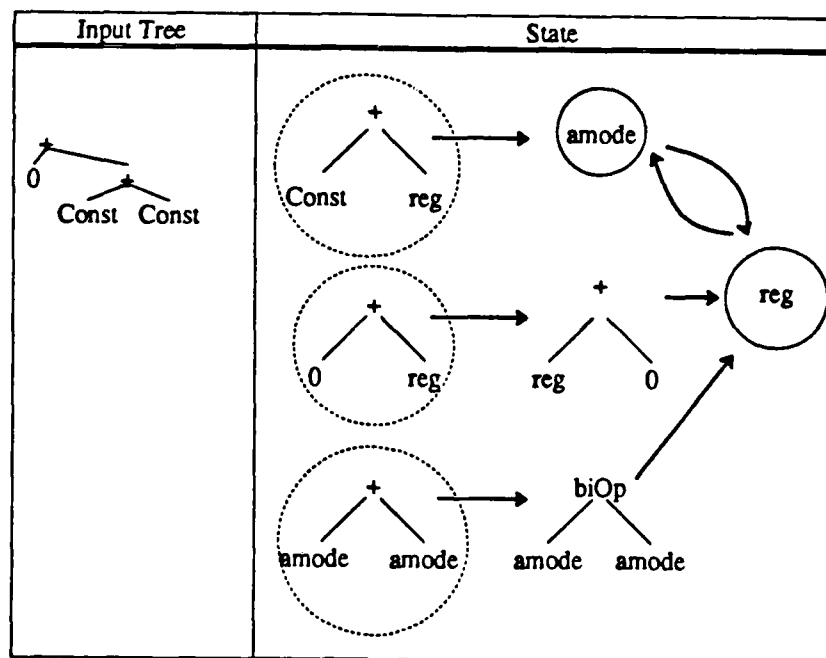 Input Tree
State
+
0
+
Const Const
+
Const reg
amode
reg
+
0 reg
+
reg 0
+
amode amode
biOp
amode amode